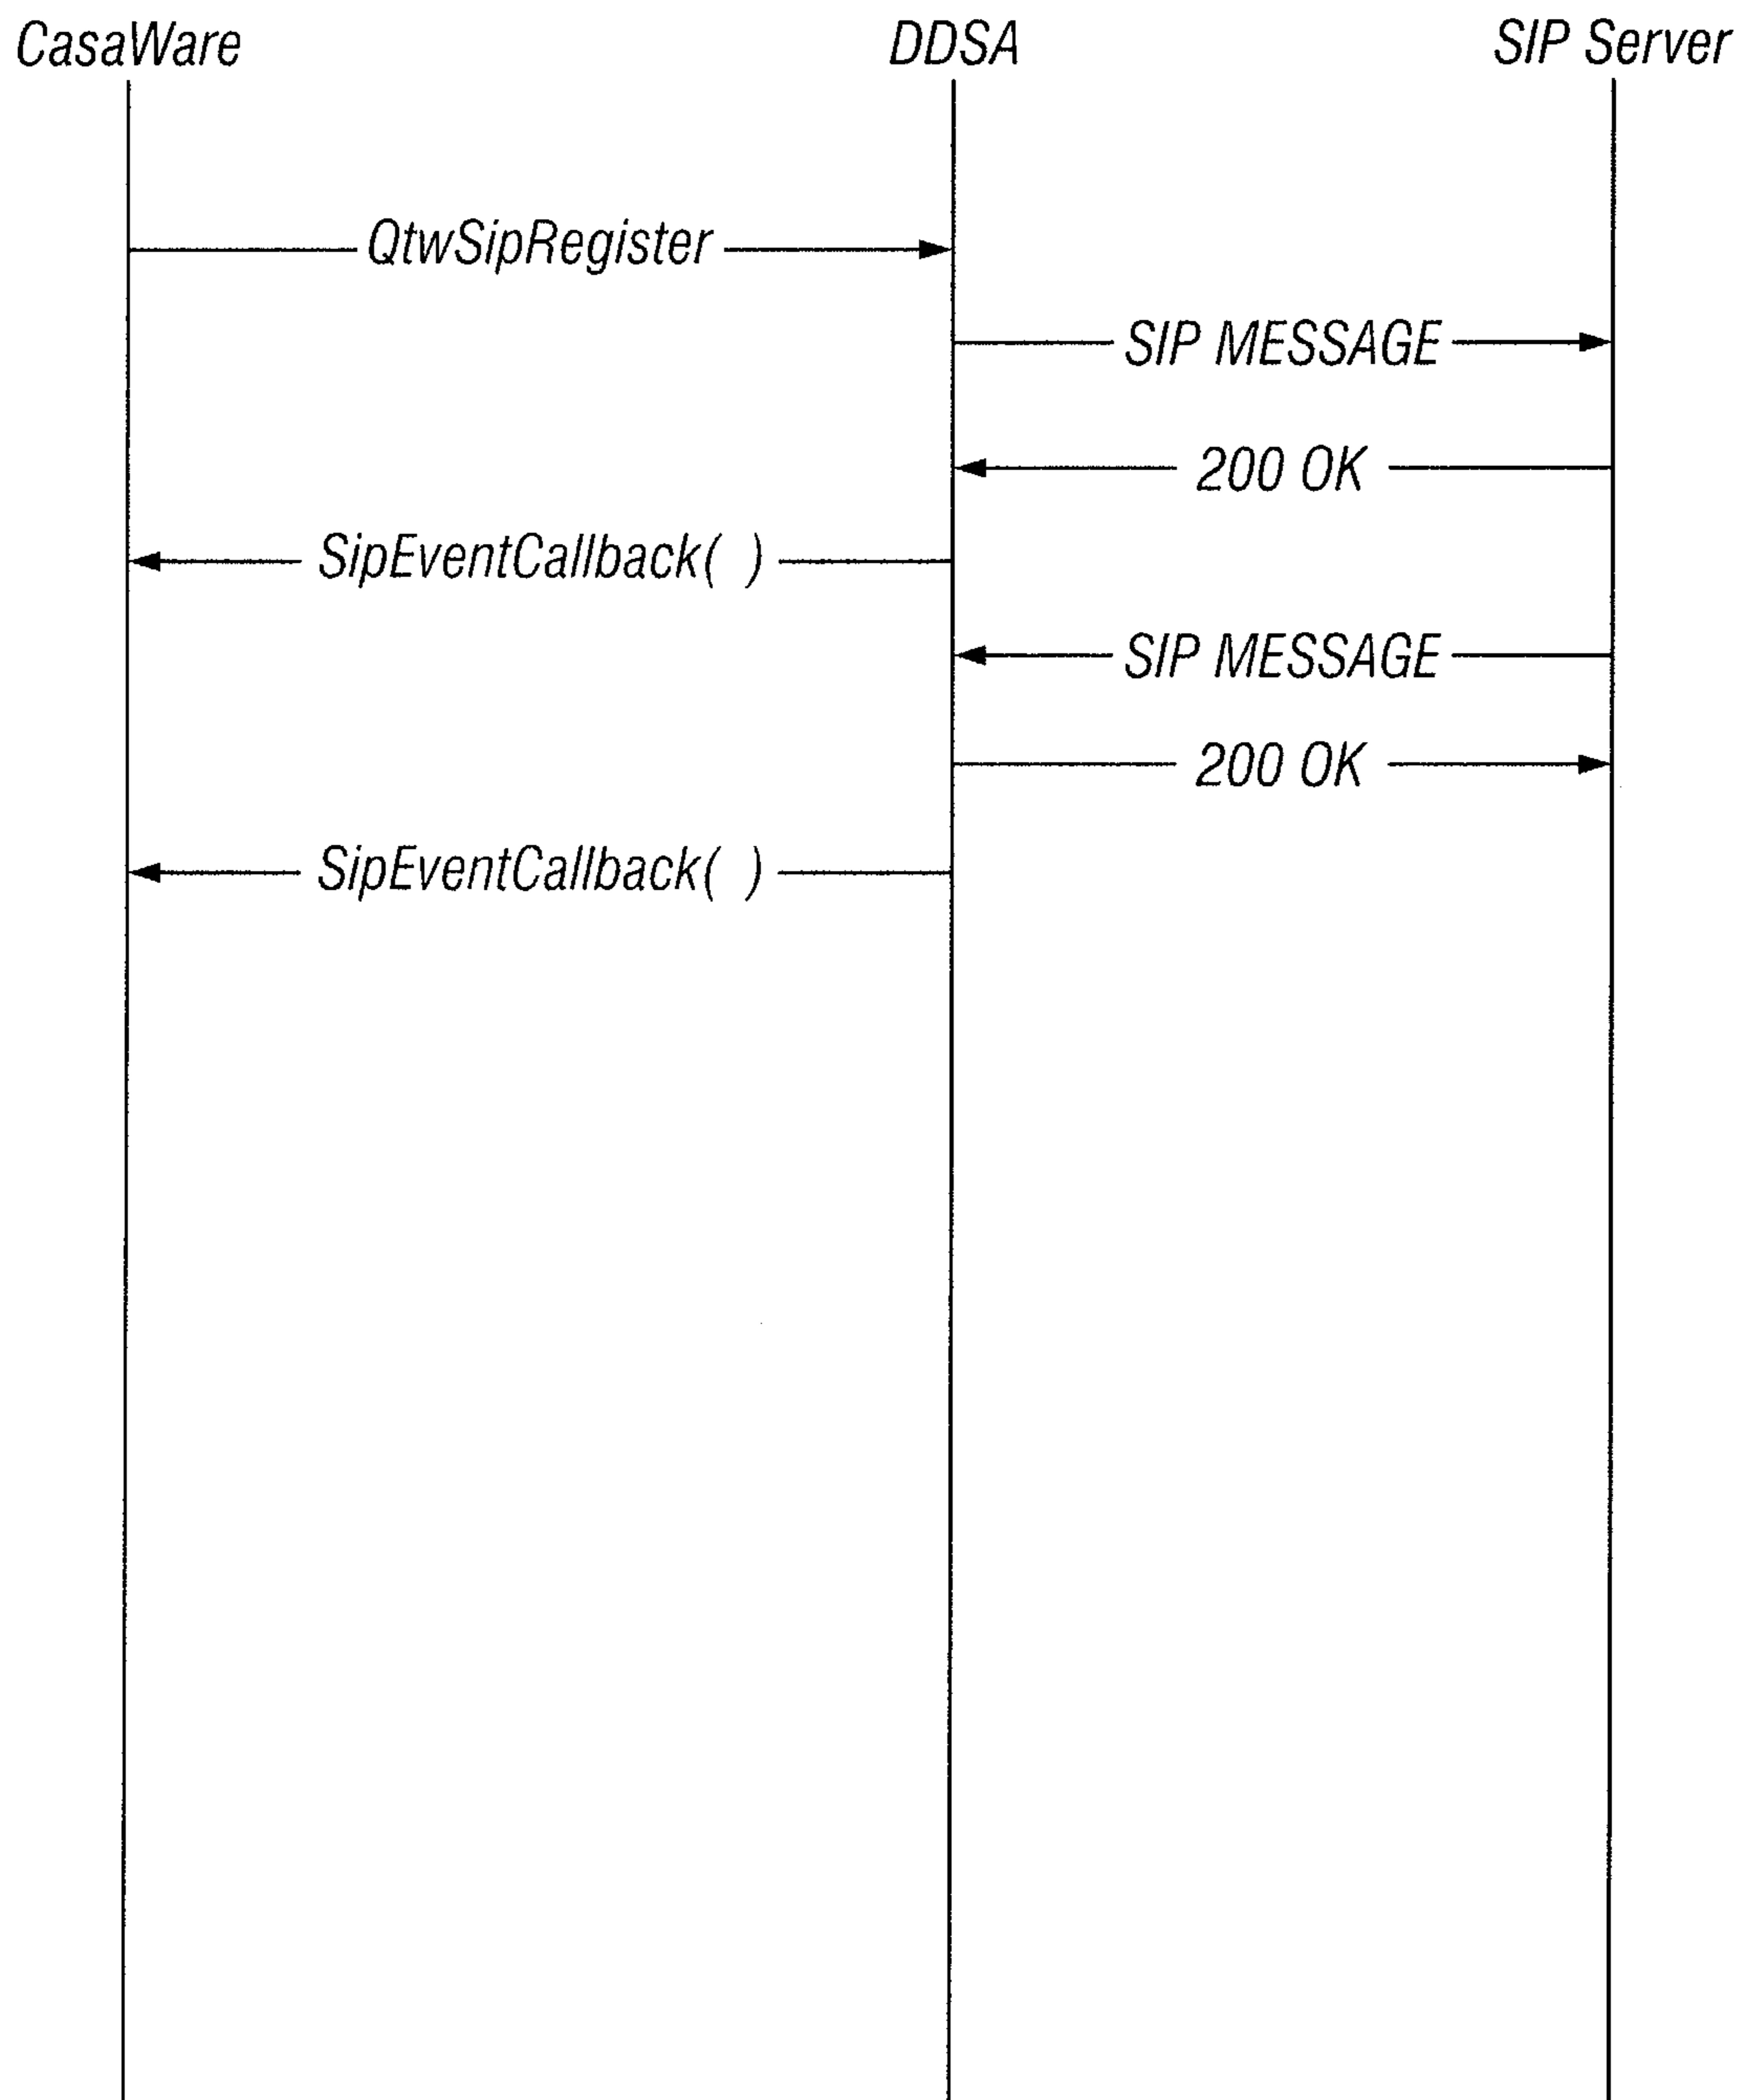 CasaWare DDSA SIP Server
QtwSipRegister
SIP MESSAGE
200 OK
SipEventCallback( )
SIP MESSAGE
200 OK
SipEventCallback( )